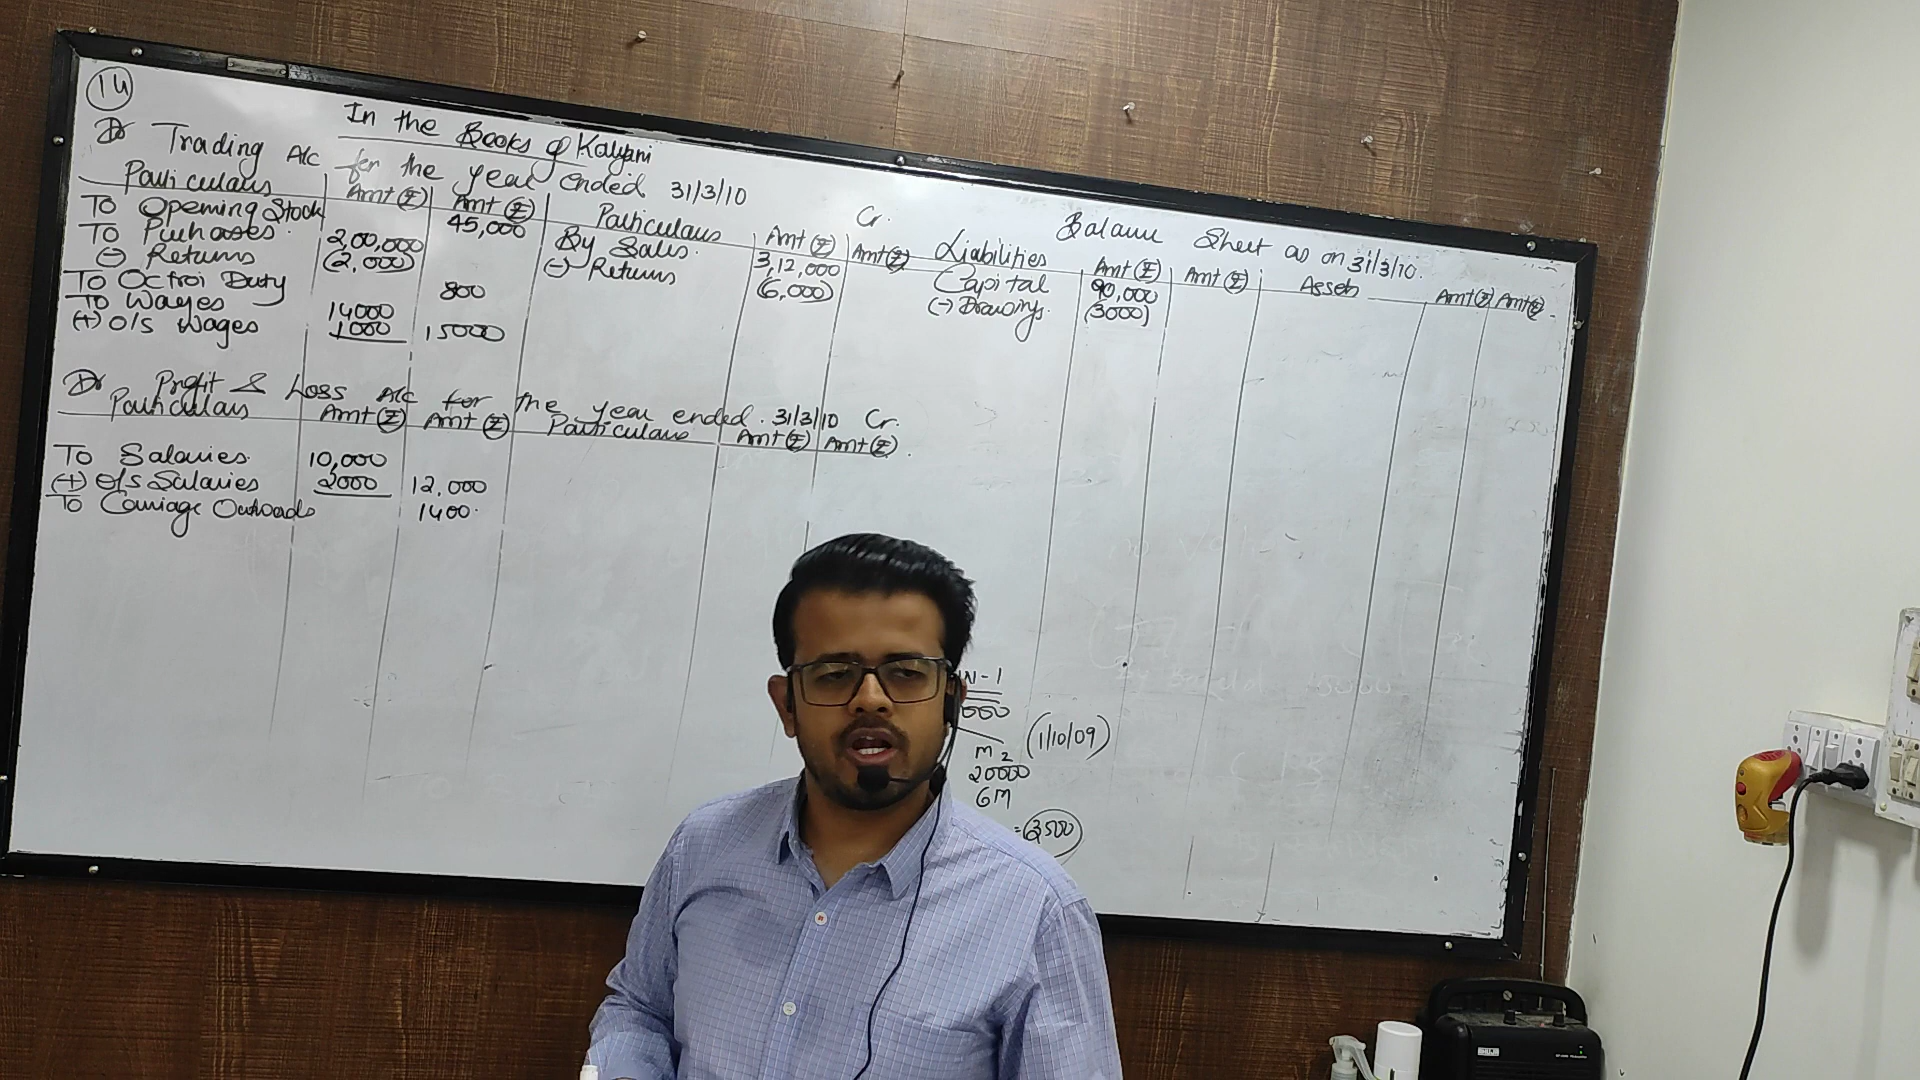 14
In the Books of Kalyani
Dr Trading A/c for the year ended 31/3/10 Cr.
Particulars Amt (₹) Amt (₹) Particulars Amt (₹) Amt (₹)
To Opening Stock 45,000 By Sales 3,12,000
To Purchases 2,00,000 (-) Returns (6,000)
(-) Returns (2,000)
To Octroi Duty 800
To Wages 14000
(+) O/s Wages 1000 15000
Dr Profit & Loss A/c for the year ended 31/3/10 Cr.
Particulars Amt (₹) Amt (₹) Particulars Amt (₹) Amt (₹)
To Salaries 10,000
(+) O/s Salaries 2000 12,000
To Carriage Outwards 1400
Balance Sheet as on 31/3/10.
Liabilities Amt (₹) Amt (₹) Assets Amt (₹) Amt (₹)
Capital 90,000
(-) Drawings (3000)
(1/10/09)
M2
20000
6M